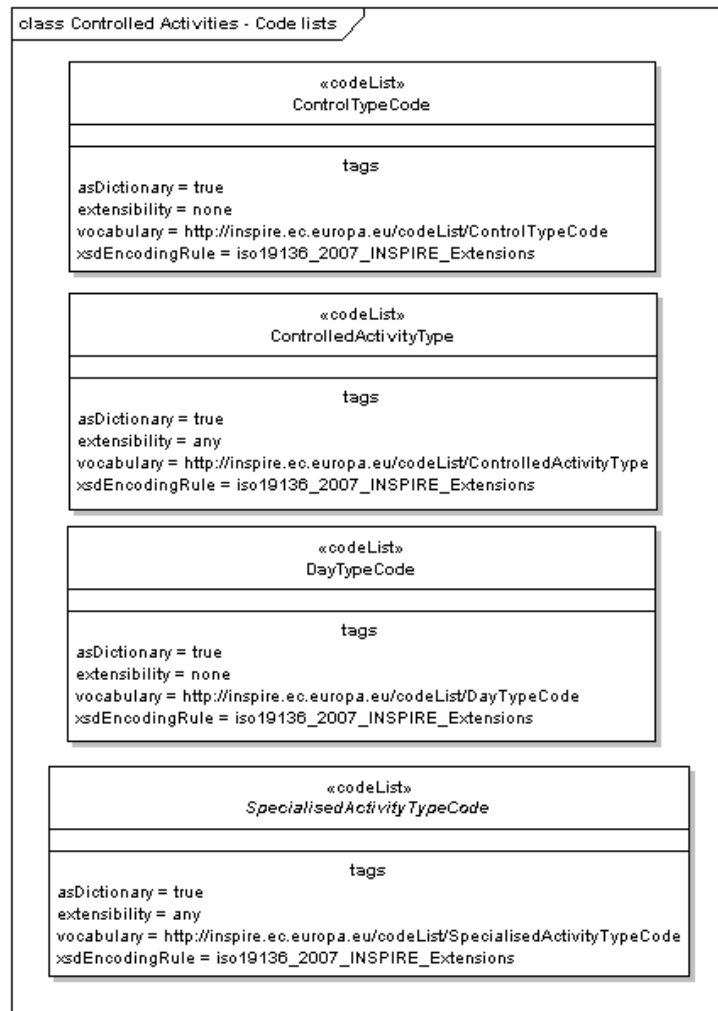 class Controlled Activities - Code lists
«codeList»
ControlTypeCode
tags
asDictionary = true
extensibility = none
vocabulary = http://inspire.ec.europa.eu/codeList/ControlTypeCode
xsdEncodingRule = iso19136_2007_INSPIRE_Extensions
«codeList»
ControlledActivityType
tags
asDictionary = true
extensibility = any
vocabulary = http://inspire.ec.europa.eu/codeList/ControlledActivityType
xsdEncodingRule = iso19136_2007_INSPIRE_Extensions
«codeList»
DayTypeCode
tags
asDictionary = true
extensibility = none
vocabulary = http://inspire.ec.europa.eu/codeList/DayTypeCode
xsdEncodingRule = iso19136_2007_INSPIRE_Extensions
«codeList»
SpecialisedActivityTypeCode
tags
asDictionary = true
extensibility = any
vocabulary = http://inspire.ec.europa.eu/codeList/SpecialisedActivityTypeCode
xsdEncodingRule = iso19136_2007_INSPIRE_Extensions